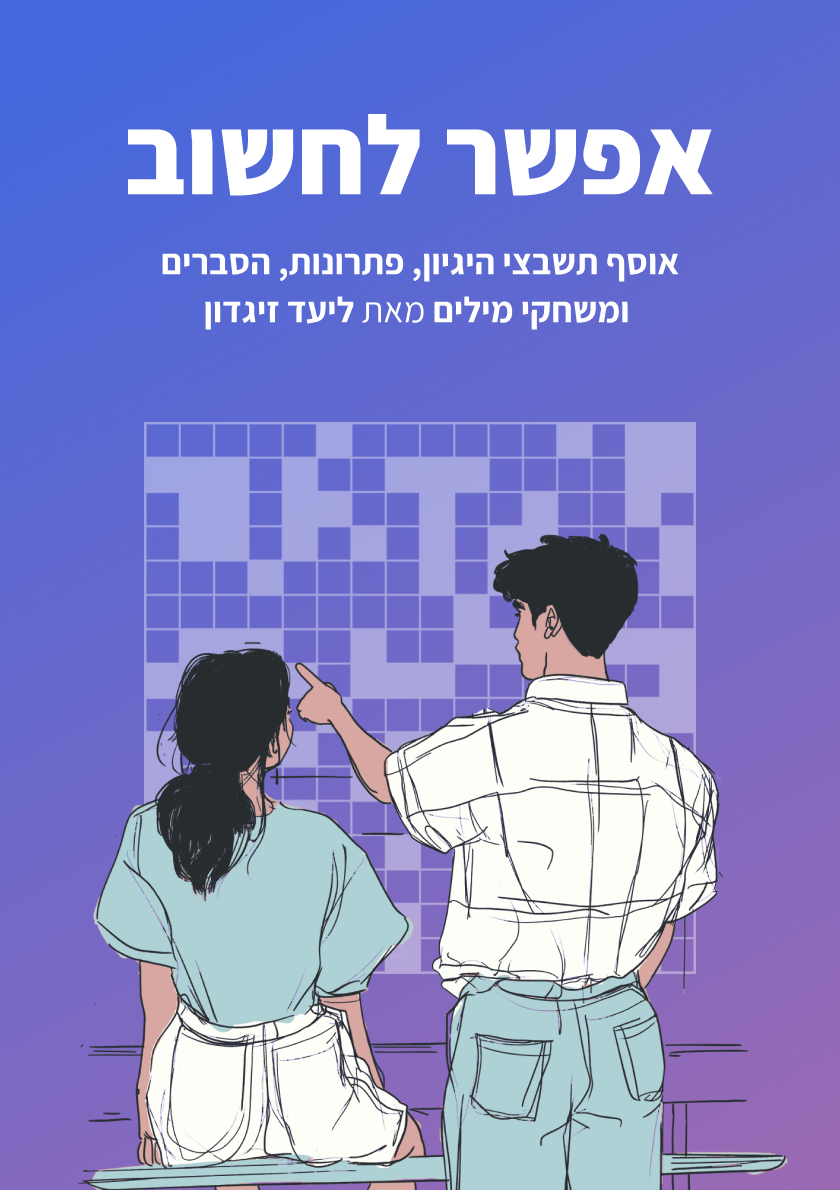 אפשר לחשוב
אוסף תשבצי היגיון, פתרונות, הסברים
ומשחקי מילים מאת ליעד זיגדון